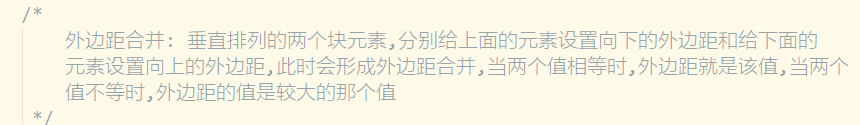 /*
外边距合并: 垂直排列的两个块元素,分别给上面的元素设置向下的外边距和给下面的
元素设置向上的外边距,此时会形成外边距合并,当两个值相等时,外边距就是该值,当两个
值不等时,外边距的值是较大的那个值
*/